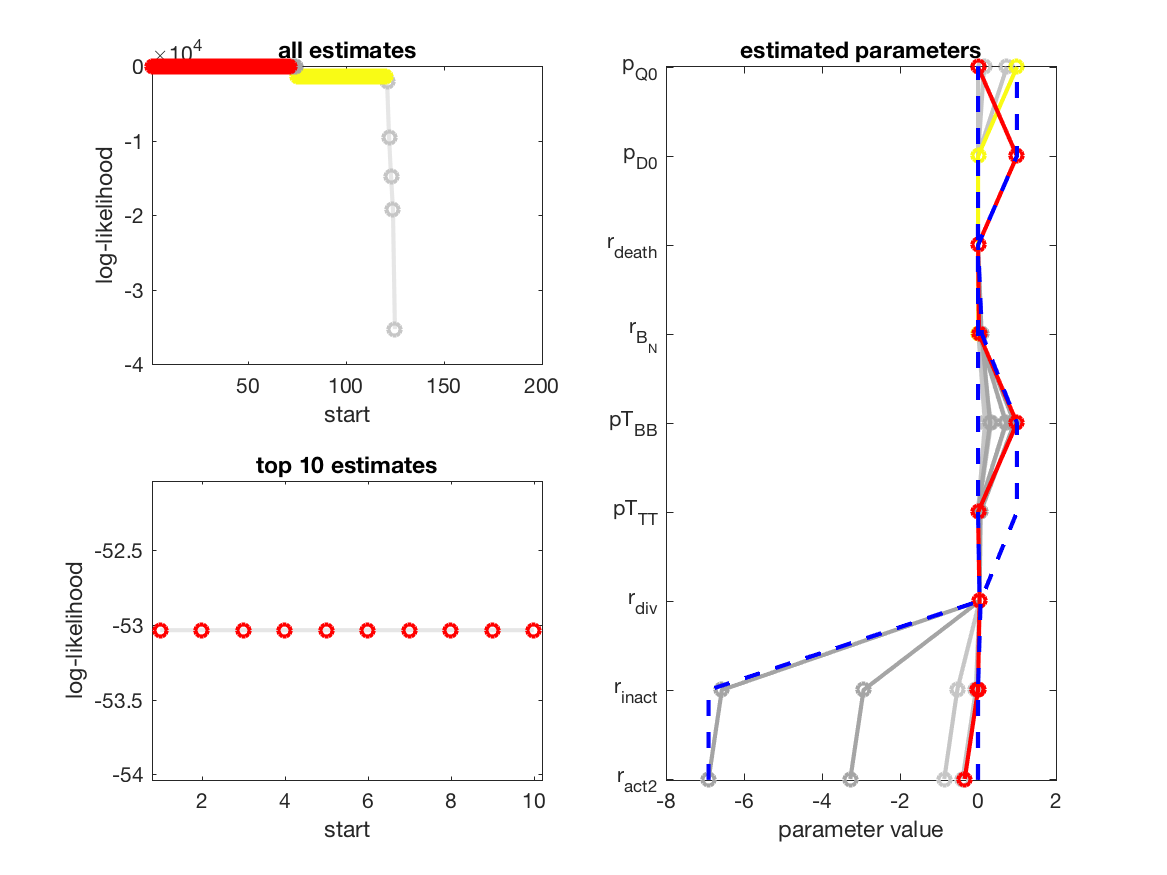 ×10^4
all estimates
0
-1
-2
-3
-4
log-likelihood
50 100 150 200
start
top 10 estimates
-52.5
-53
-53.5
-54
log-likelihood
2 4 6 8 10
start
estimated parameters
p_Q0
p_D0
r_death
r_B_N
pT_BB
pT_TT
r_div
r_inact
r_act2
-8 -6 -4 -2 0 2
parameter value